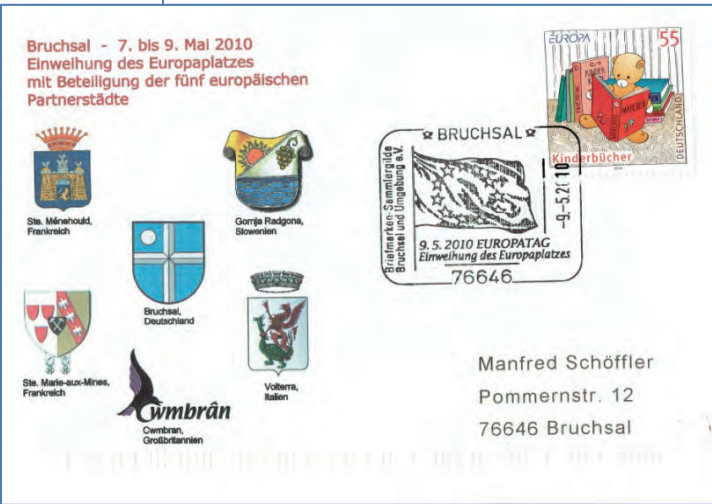 Bruchsal - 7. bis 9. Mai 2010
Einweihung des Europaplatzes
mit Beteiligung der fünf europäischen
Partnerstädte
Ste. Ménehould,
Frankreich
Gornja Radgona,
Slowenien
Bruchsal,
Deutschland
Ste. Marie-aux-Mines,
Frankreich
Cwmbrân
Cwmbran,
Großbritannien
Volterra,
Italien
EUROPA
55
KINDER
MÄRCHEN
DEUTSCHLAND
Kinderbücher
BRUCHSAL
Briefmarken-Sammlergilde
Bruchsal und Umgebung e.V.
-9.-5.2010
9.5.2010 EUROPATAG
Einweihung des Europaplatzes
76646
Manfred Schöffler
Pommernstr. 12
76646 Bruchsal